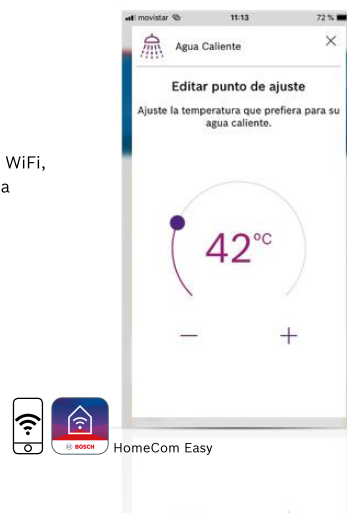 movistar 11:13 72 %
Agua Caliente
Editar punto de ajuste
Ajuste la temperatura que prefiera para su
agua caliente.
WiFi,
a
42°C
− +
BOSCH
HomeCom Easy